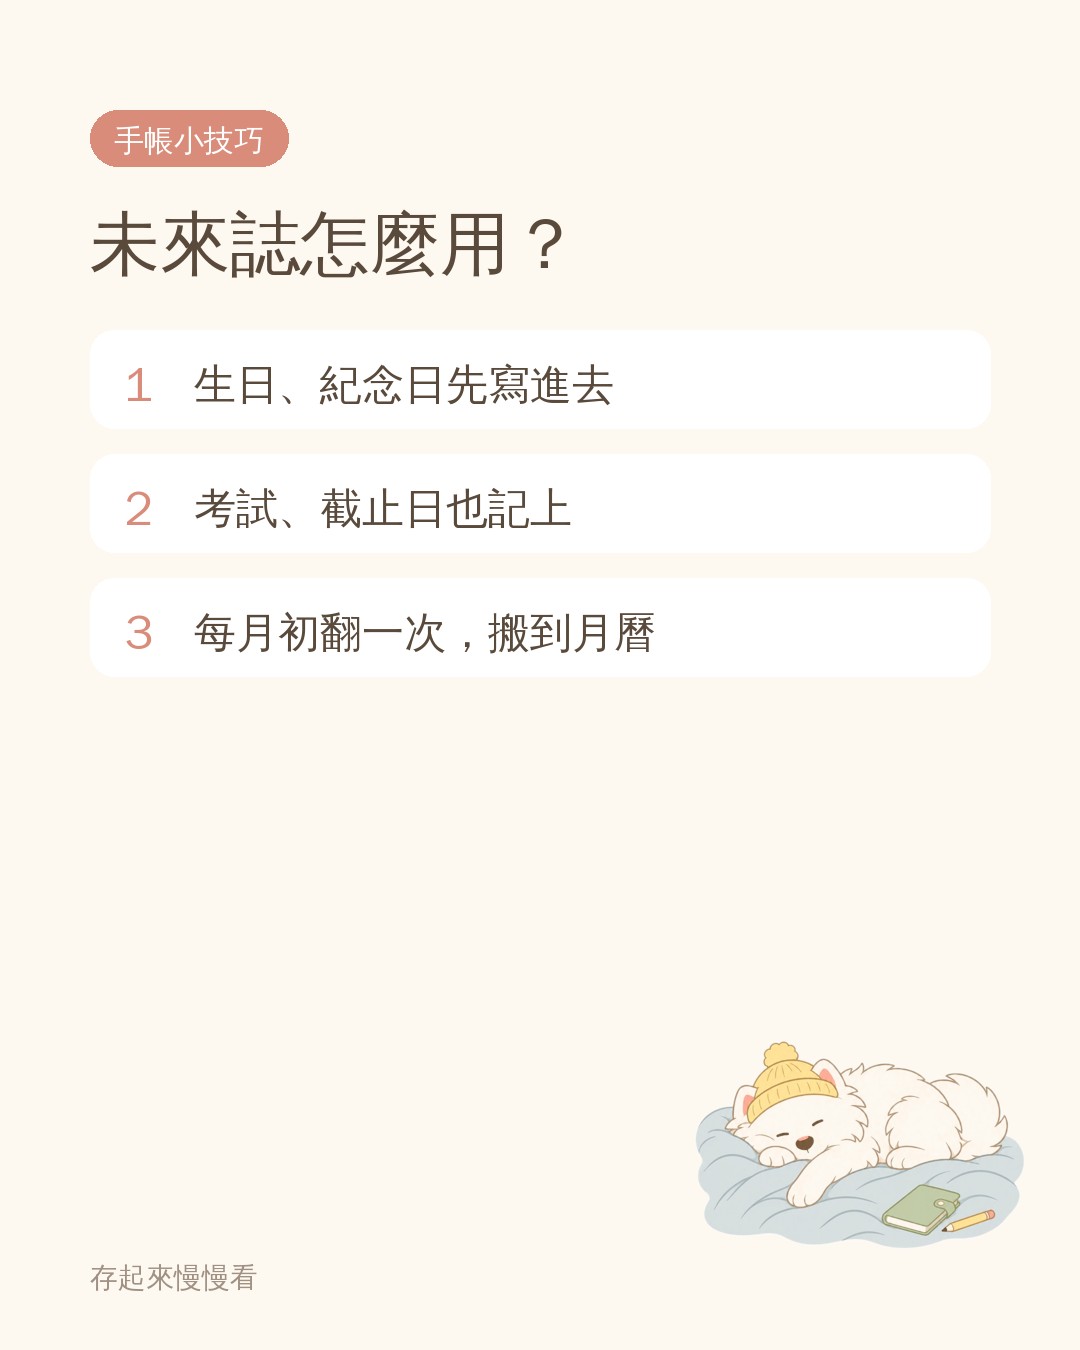 手帳小技巧
未來誌怎麼用？
1 生日、紀念日先寫進去
2 考試、截止日也記上
3 每月初翻一次，搬到月曆
存起來慢慢看